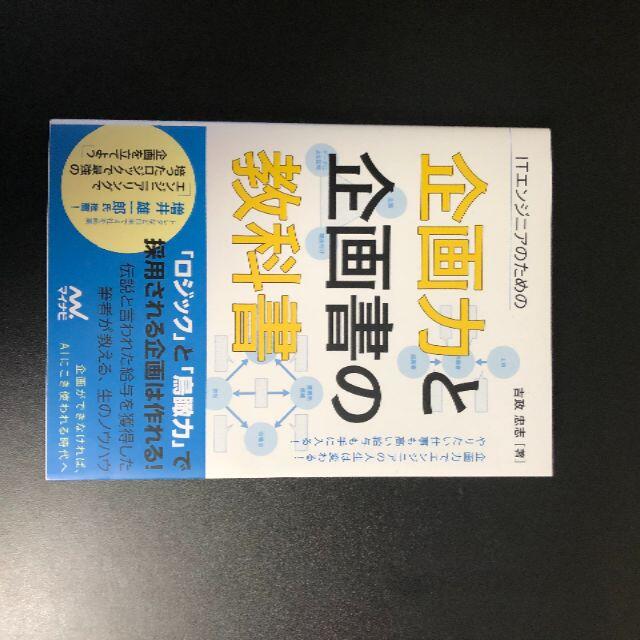 ITエンジニアのための
企画力と
企画書の
教科書
吉政 忠志 [著]
企画力でエンジニアの人生は変わる!
やりたい仕事も高い給与も手に入る!
「ロジック」と「鳥瞰力」で
採用される企画は作れる!
伝説と言われた給与を獲得した
筆者が教える、生のノウハウ
企画ができなければ、
AIにこき使われる時代へ
増井 雄一郎 氏 推薦!
「エンジニアリングで
培ったロジックで最強の
企画を立てよう」
マイナビ